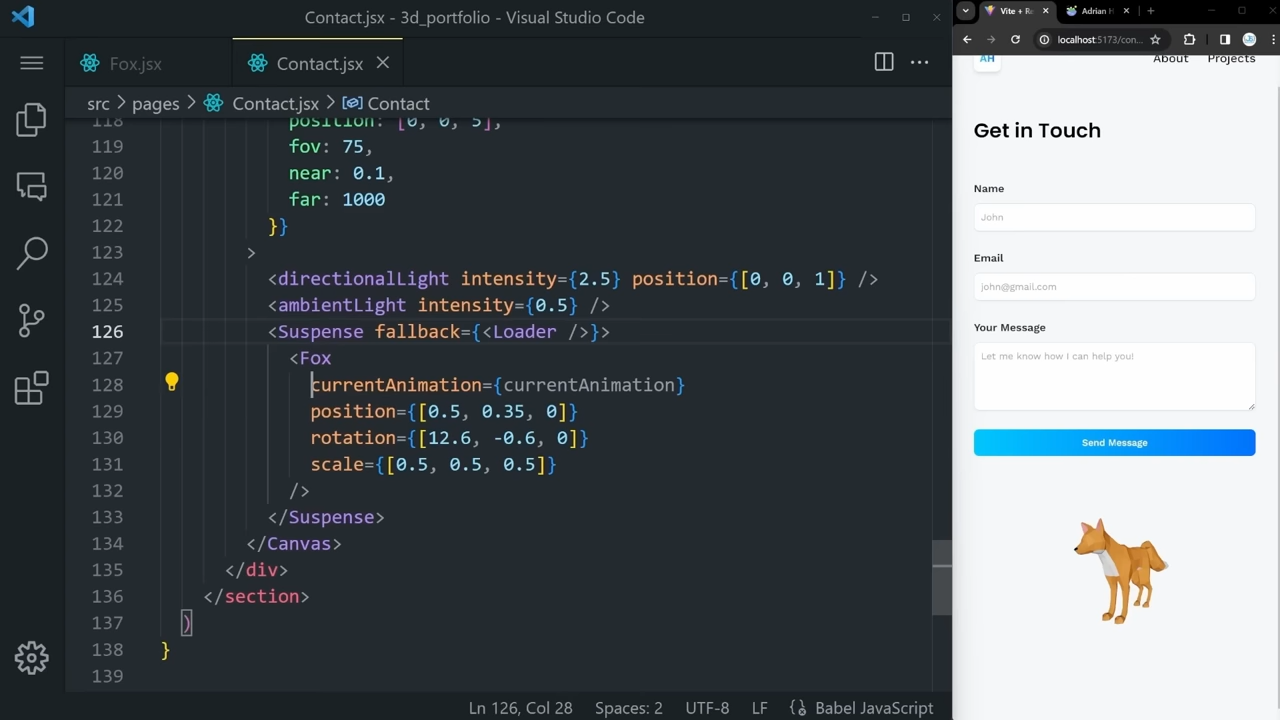 Contact.jsx - 3d_portfolio - Visual Studio Code
Fox.jsx
Contact.jsx
src > pages > Contact.jsx > Contact
118 position: [0, 0, 5],
119 fov: 75,
120 near: 0.1,
121 far: 1000
122 }}
123 >
124 <directionalLight intensity={2.5} position={[0, 0, 1]} />
125 <ambientLight intensity={0.5} />
126 <Suspense fallback={<Loader />}>
127 <Fox
128 currentAnimation={currentAnimation}
129 position={[0.5, 0.35, 0]}
130 rotation={[12.6, -0.6, 0]}
131 scale={[0.5, 0.5, 0.5]}
132 />
133 </Suspense>
134 </Canvas>
135 </div>
136 </section>
137 )
138 }
139
Ln 126, Col 28 Spaces: 2 UTF-8 LF Babel JavaScript
Vite + Re
Adrian H
localhost:5173/con...
AH
About Projects
Get in Touch
Name
John
Email
john@gmail.com
Your Message
Let me know how I can help you!
Send Message